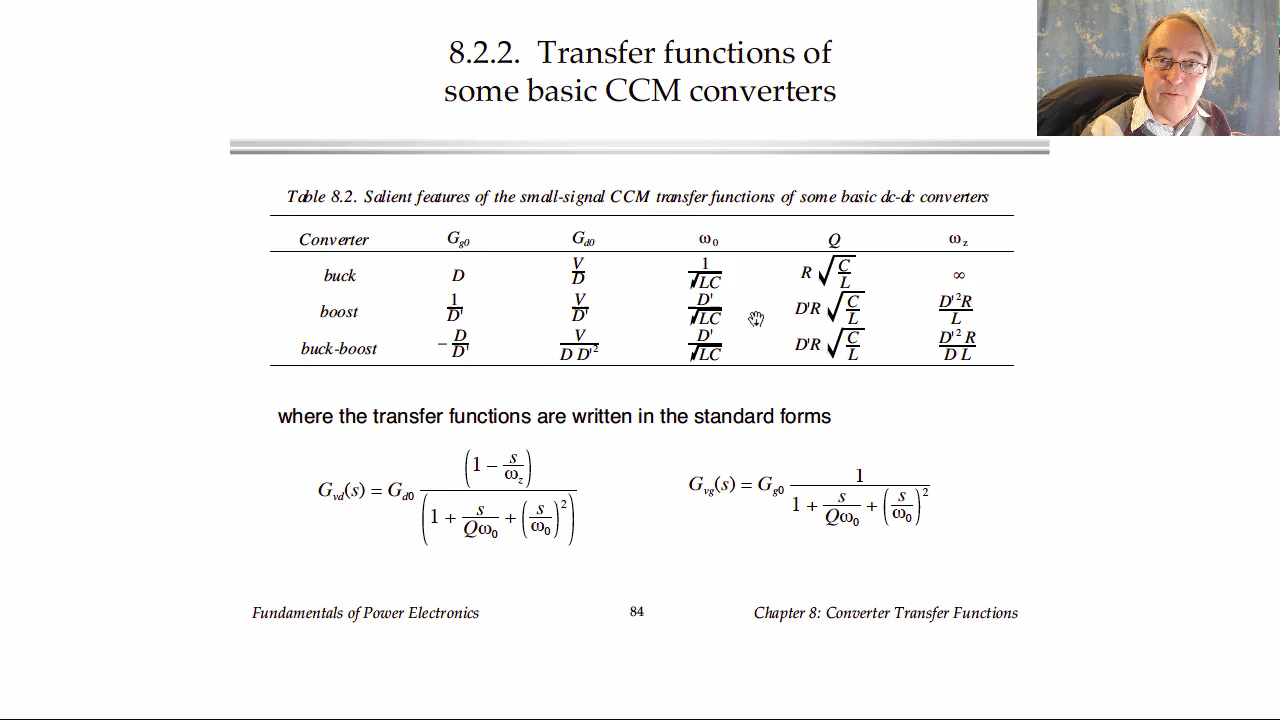 8.2.2. Transfer functions of
some basic CCM converters
Table 8.2. Salient features of the small-signal CCM transfer functions of some basic dc-dc converters
Converter G_g0 G_d0 ω_0 Q ω_z
buck D V/D 1/√LC R √(C/L) ∞
boost 1/D' V/D' D'/√LC D'R √(C/L) D'^2R/L
buck-boost – D/D' V/(D D'^2) D'/√LC D'R √(C/L) D'^2 R/(D L)
where the transfer functions are written in the standard forms
G_vd(s) = G_d0 (1 – s/ω_z) / (1 + s/(Qω_0) + (s/ω_0)^2) G_vg(s) = G_g0 1 / (1 + s/(Qω_0) + (s/ω_0)^2)
Fundamentals of Power Electronics 84 Chapter 8: Converter Transfer Functions